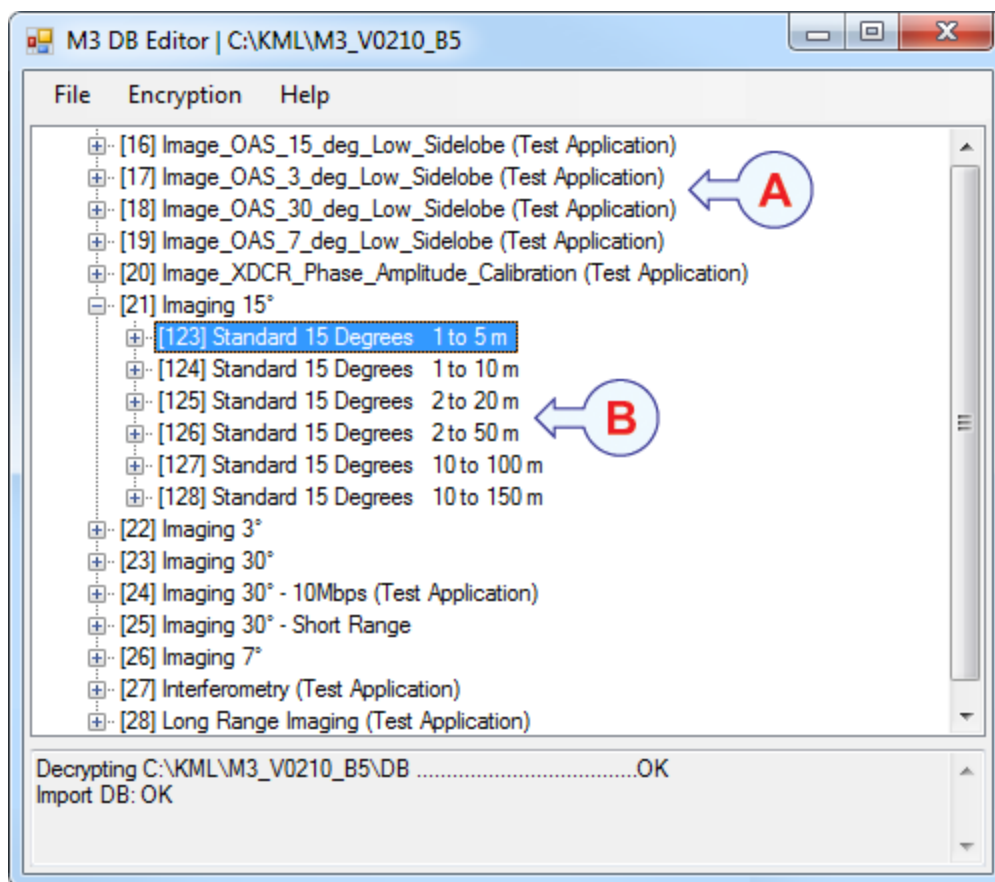 M3 DB Editor | C:\KML\M3_V0210_B5
File Encryption Help
[16] Image_OAS_15_deg_Low_Sidelobe (Test Application)
[17] Image_OAS_3_deg_Low_Sidelobe (Test Application)
A
[18] Image_OAS_30_deg_Low_Sidelobe (Test Application)
[19] Image_OAS_7_deg_Low_Sidelobe (Test Application)
[20] Image_XDCR_Phase_Amplitude_Calibration (Test Application)
[21] Imaging 15°
[123] Standard 15 Degrees 1 to 5 m
[124] Standard 15 Degrees 1 to 10 m
[125] Standard 15 Degrees 2 to 20 m
B
[126] Standard 15 Degrees 2 to 50 m
[127] Standard 15 Degrees 10 to 100 m
[128] Standard 15 Degrees 10 to 150 m
[22] Imaging 3°
[23] Imaging 30°
[24] Imaging 30° - 10Mbps (Test Application)
[25] Imaging 30° - Short Range
[26] Imaging 7°
[27] Interferometry (Test Application)
[28] Long Range Imaging (Test Application)
Decrypting C:\KML\M3_V0210_B5\DB .....................................OK
Import DB: OK